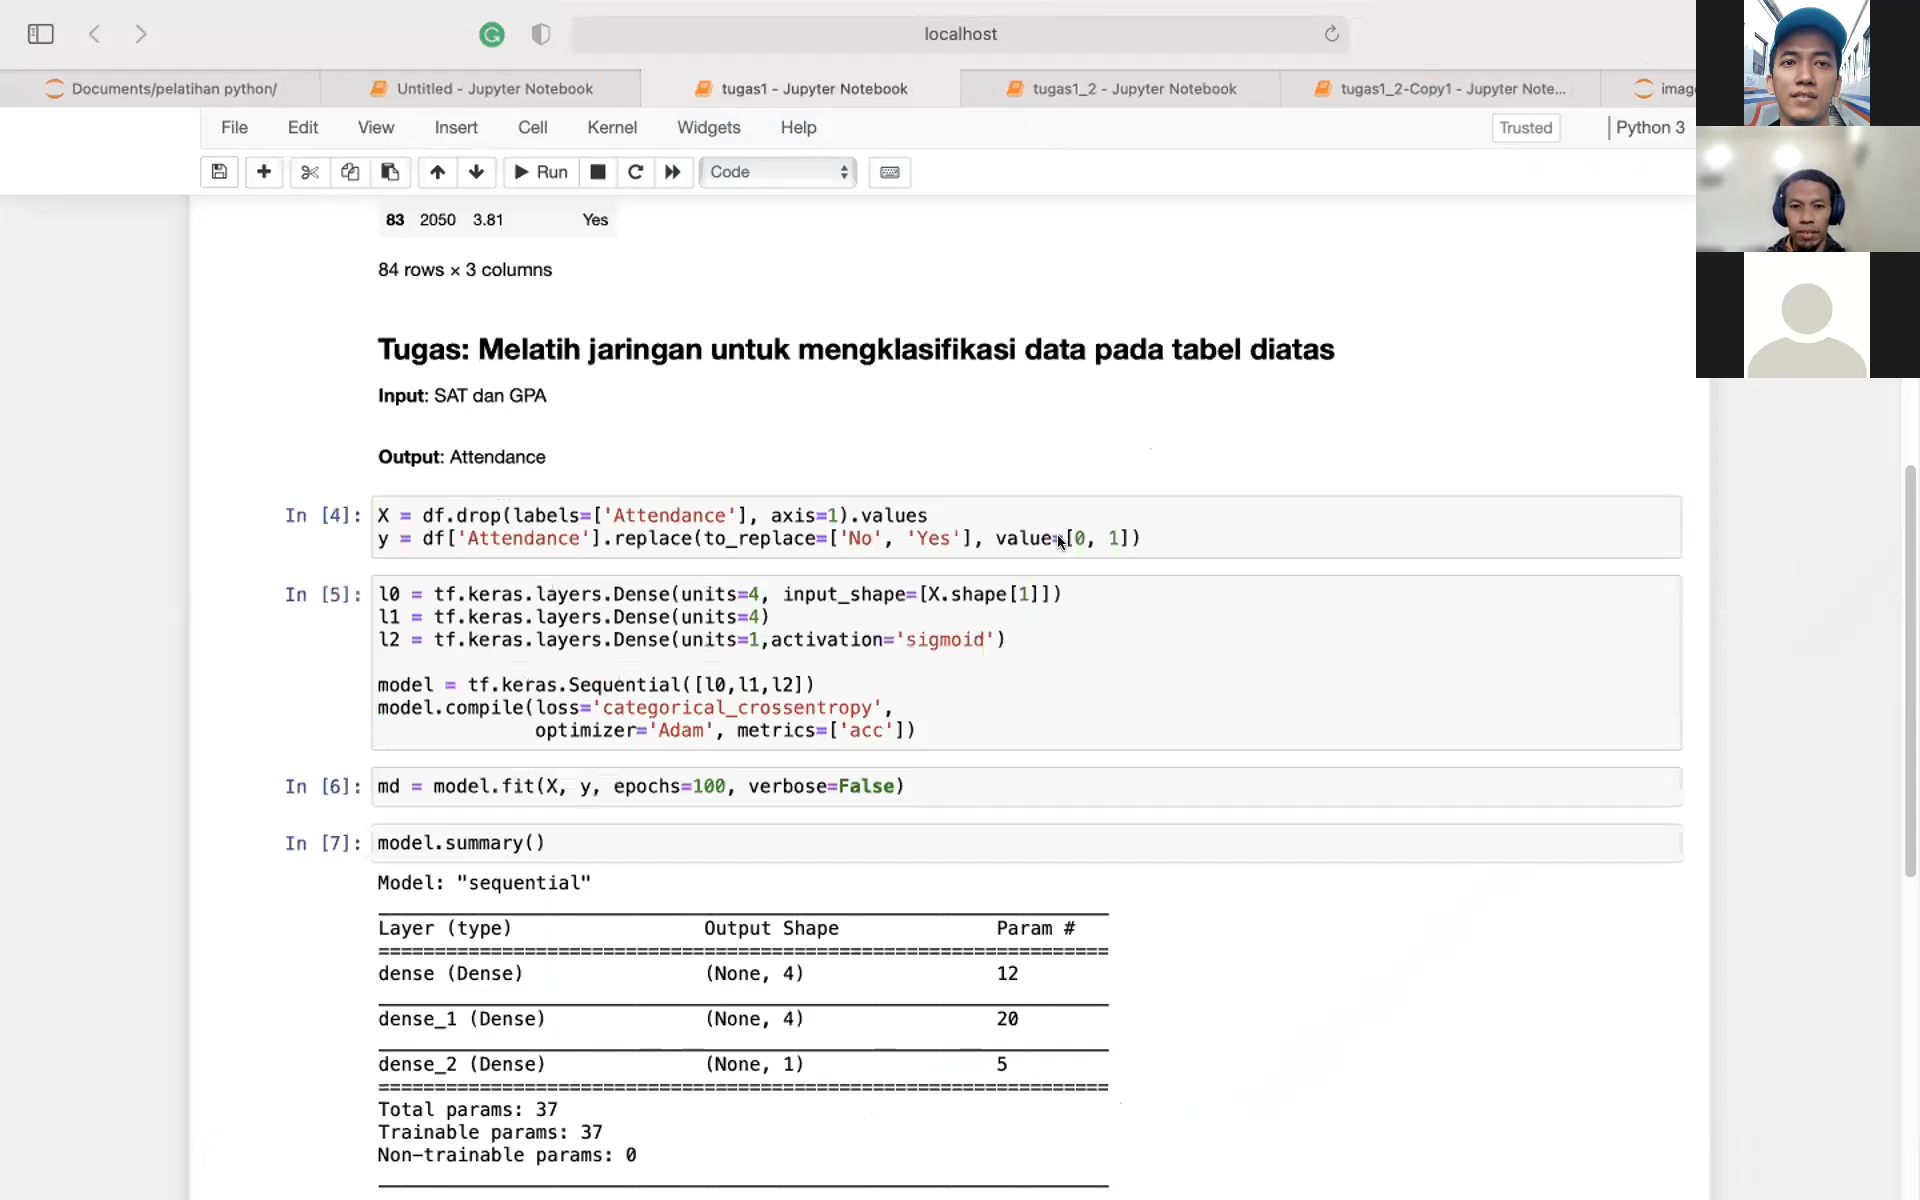 localhost
Documents/pelatihan python/
Untitled - Jupyter Notebook
tugas1 - Jupyter Notebook
tugas1_2 - Jupyter Notebook
tugas1_2-Copy1 - Jupyter Note...
imag
File Edit View Insert Cell Kernel Widgets Help
Trusted
Python 3
Run
Code
83 2050 3.81 Yes
84 rows × 3 columns
Tugas: Melatih jaringan untuk mengklasifikasi data pada tabel diatas
Input: SAT dan GPA
Output: Attendance
In [4]: X = df.drop(labels=['Attendance'], axis=1).values
y = df['Attendance'].replace(to_replace=['No', 'Yes'], value=[0, 1])
In [5]: l0 = tf.keras.layers.Dense(units=4, input_shape=[X.shape[1]])
l1 = tf.keras.layers.Dense(units=4)
l2 = tf.keras.layers.Dense(units=1,activation='sigmoid')
model = tf.keras.Sequential([l0,l1,l2])
model.compile(loss='categorical_crossentropy',
optimizer='Adam', metrics=['acc'])
In [6]: md = model.fit(X, y, epochs=100, verbose=False)
In [7]: model.summary()
Model: "sequential"
Layer (type) Output Shape Param #
dense (Dense) (None, 4) 12
dense_1 (Dense) (None, 4) 20
dense_2 (Dense) (None, 1) 5
Total params: 37
Trainable params: 37
Non-trainable params: 0